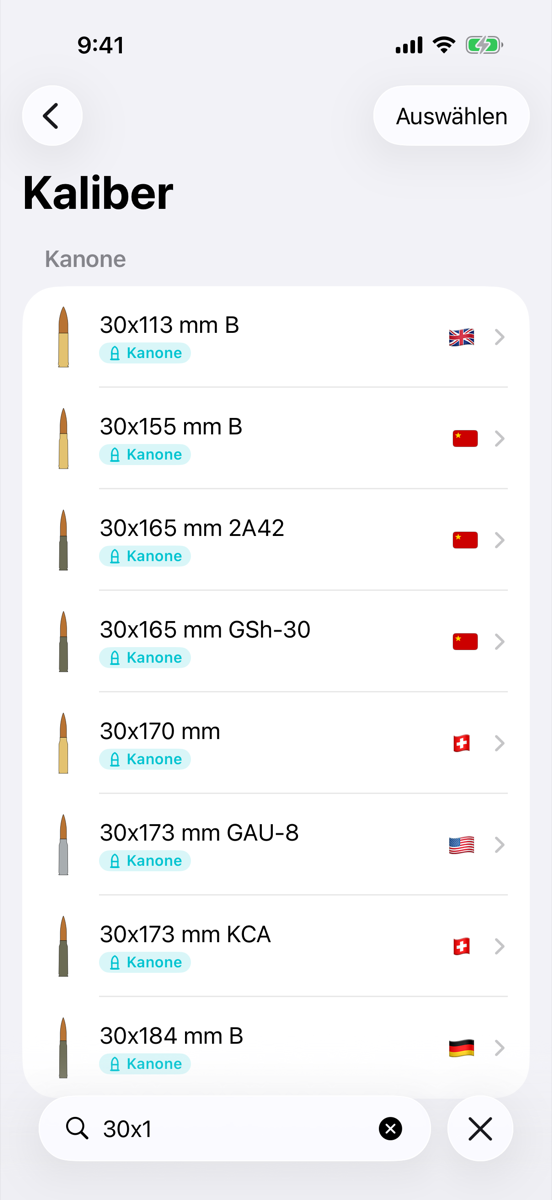 9:41
Auswählen
Kaliber
Kanone
30x113 mm B
Kanone
30x155 mm B
Kanone
30x165 mm 2A42
Kanone
30x165 mm GSh-30
Kanone
30x170 mm
Kanone
30x173 mm GAU-8
Kanone
30x173 mm KCA
Kanone
30x184 mm B
Kanone
30x1